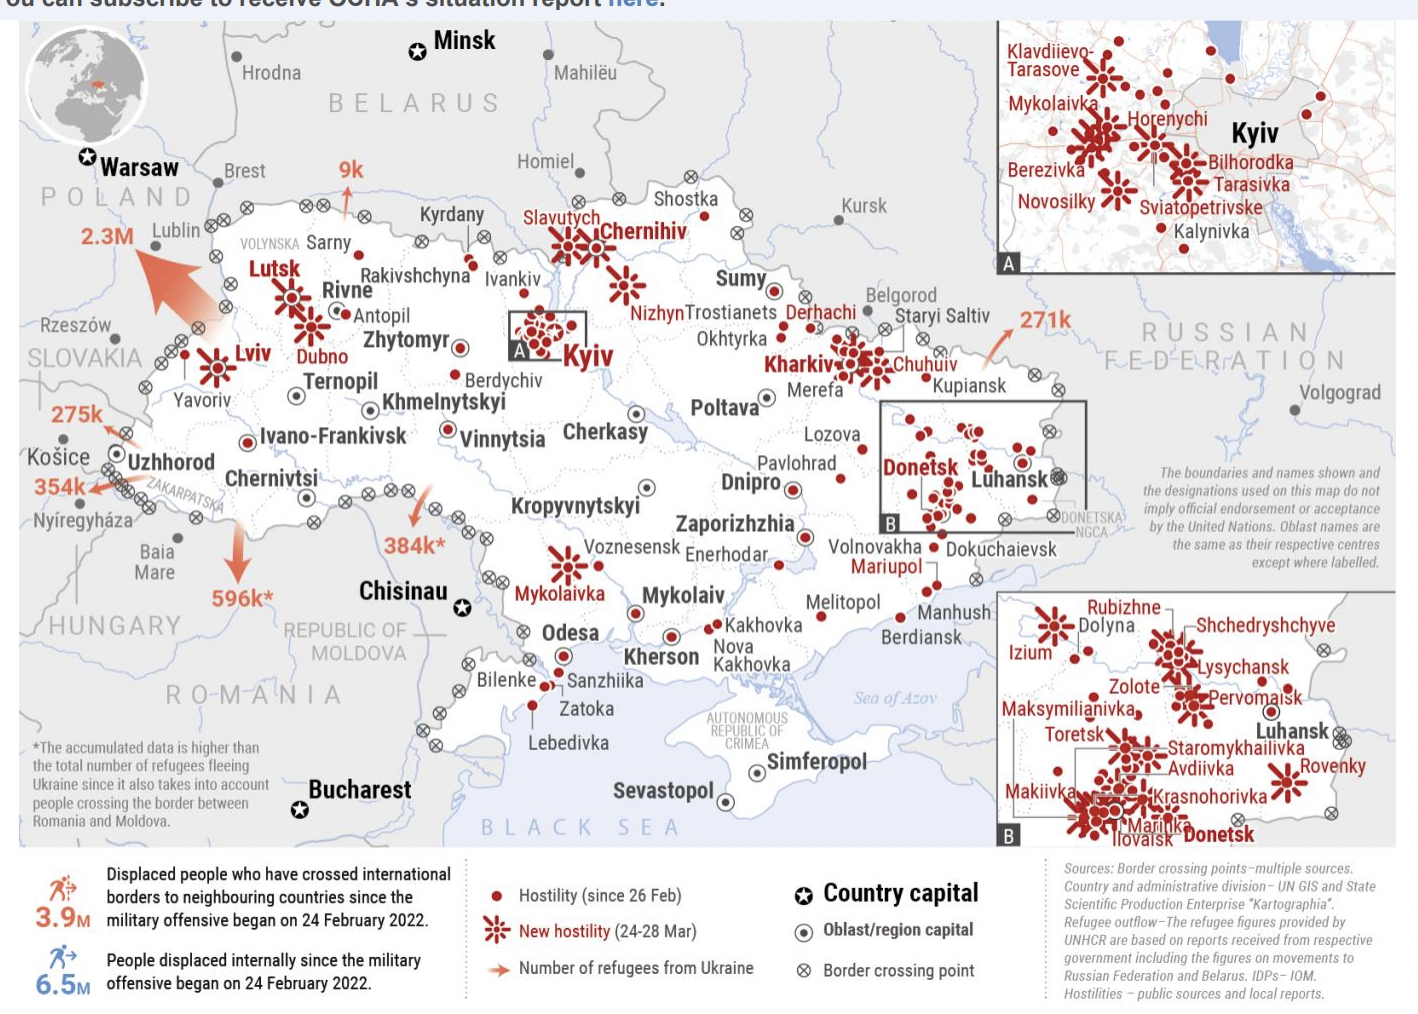 ou can subscribe to receive OCHA's situation report here.
Minsk
Hrodna
Mahilëu
BELARUS
Warsaw
POLAND
Brest
9k
Homiel
Shostka
Kursk
2.3M
Lublin
VOLYNSKA
Sarny
Kyrdany
Slavutych
Chernihiv
Lutsk
Rakivshchyna
Ivankiv
Sumy
Rivne
Antopil
Nizhyn
Trostianets
Derhachi
Belgorod
Staryi Saltiv
271k
RUSSIAN
FEDERATION
Rzeszów
SLOVAKIA
Lviv
Dubno
Zhytomyr
A
Kyiv
Okhtyrka
Kharkiv
Chuhuiv
Volgograd
Yavoriv
Ternopil
Berdychiv
Merefa
Kupiansk
275k
Khmelnytskyi
Poltava
Košice
Ivano-Frankivsk
Vinnytsia
Cherkasy
Lozova
Uzhhorod
Pavlohrad
Donetsk
354k
ZAKARPATSKA
Chernivtsi
Dnipro
Luhansk
Nyíregyháza
Kropyvnytskyi
B
DONETSKA
NGCA
Zaporizhzhia
Baia
Mare
384k*
Voznesensk
Enerhodar
Volnovakha
Dokuchaievsk
Mariupol
596k*
Chisinau
Mykolaivka
Mykolaiv
Melitopol
Manhush
HUNGARY
REPUBLIC OF
MOLDOVA
Odesa
Kakhovka
Berdiansk
Kherson
Nova
Kakhovka
ROMANIA
Bilenke
Sanzhiika
Zatoka
Sea of Azov
Lebedivka
AUTONOMOUS
REPUBLIC OF
CRIMEA
Simferopol
Sevastopol
Bucharest
BLACK SEA
*The accumulated data is higher than
the total number of refugees fleeing
Ukraine since it also takes into account
people crossing the border between
Romania and Moldova.
Klavdiievo-
Tarasove
Mykolaivka
Horenychi
Kyiv
Berezivka
Bilhorodka
Tarasivka
Novosilky
Sviatopetrivske
Kalynivka
A
The boundaries and names shown and
the designations used on this map do not
imply official endorsement or acceptance
by the United Nations. Oblast names are
the same as their respective centres
except where labelled.
Rubizhne
Dolyna
Shchedryshchyve
Izium
Lysychansk
Zolote
Pervomaisk
Maksymilianivka
Luhansk
Toretsk
Staromykhailivka
Avdiivka
Rovenky
Makiivka
Krasnohorivka
Marinka
Ilovaisk
Donetsk
B
3.9M
Displaced people who have crossed international
borders to neighbouring countries since the
military offensive began on 24 February 2022.
6.5M
People displaced internally since the military
offensive began on 24 February 2022.
Hostility (since 26 Feb)
New hostility (24-28 Mar)
Number of refugees from Ukraine
Country capital
Oblast/region capital
Border crossing point
Sources: Border crossing points–multiple sources.
Country and administrative division– UN GIS and State
Scientific Production Enterprise "Kartographia".
Refugee outflow–The refugee figures provided by
UNHCR are based on reports received from respective
government including the figures on movements to
Russian Federation and Belarus. IDPs– IOM.
Hostilities – public sources and local reports.